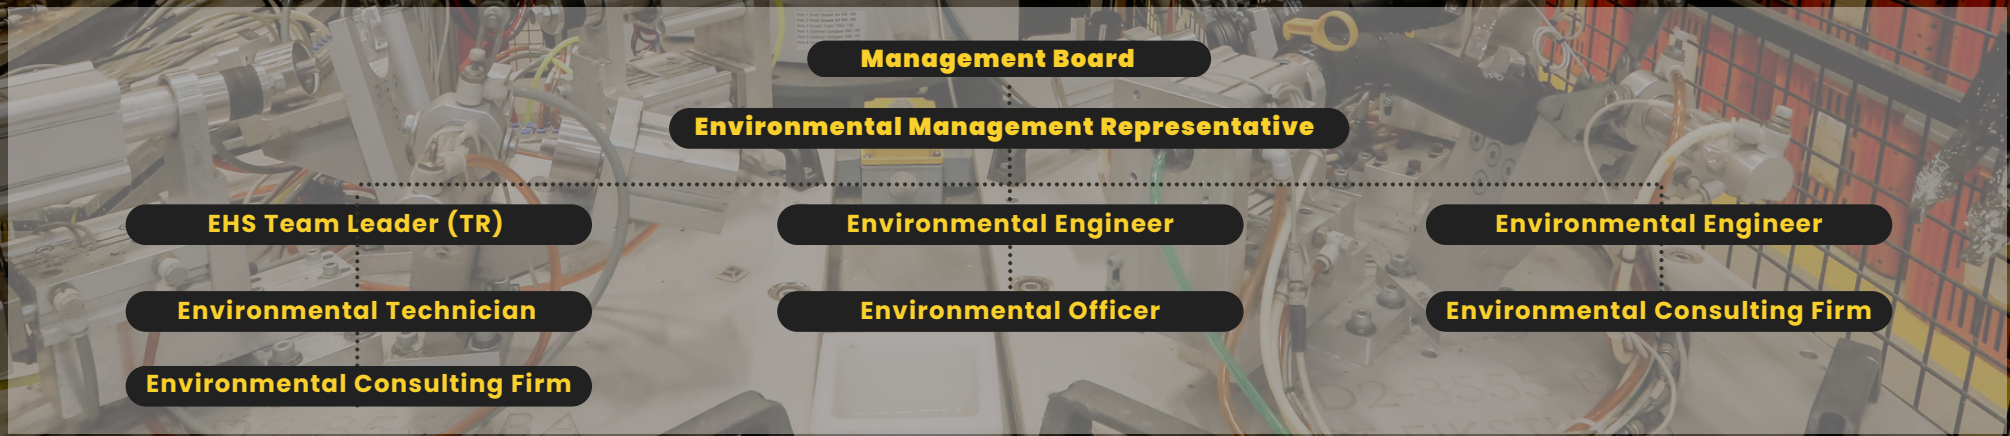 Management Board
Environmental Management Representative
EHS Team Leader (TR)
Environmental Engineer
Environmental Engineer
Environmental Technician
Environmental Officer
Environmental Consulting Firm
Environmental Consulting Firm